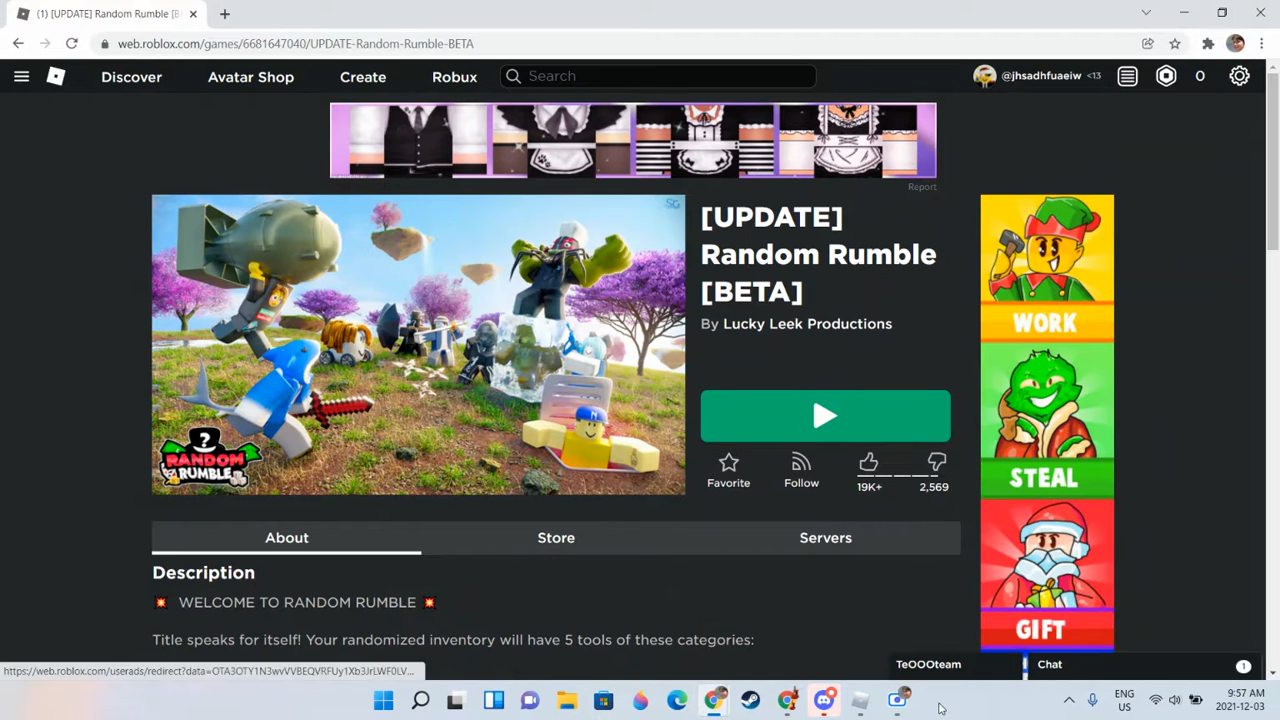 (1) [UPDATE] Random Rumble [B
web.roblox.com/games/6681647040/UPDATE-Random-Rumble-BETA
Discover
Avatar Shop
Create
Robux
Search
@jhsadhfuaeiw <13
0
Report
SG
[UPDATE]
Random Rumble
[BETA]
By Lucky Leek Productions
WORK
STEAL
GIFT
?
RANDOM
RUMBLE
Favorite
Follow
19K+
2,569
About
Store
Servers
Description
💥 WELCOME TO RANDOM RUMBLE 💥
Title speaks for itself! Your randomized inventory will have 5 tools of these categories:
TeOOOteam
Chat
1
ENG
US
9:57 AM
2021-12-03